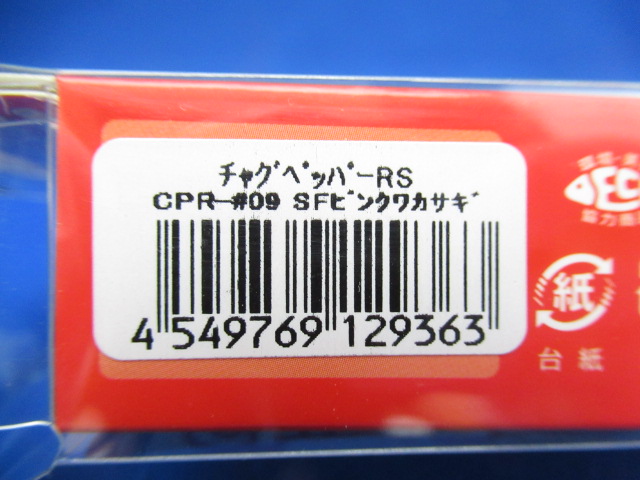 ﾁｬｸﾞﾍﾟｯﾊﾟｰRS
CPR-#09 SFﾋﾟﾝｸﾜｶｻｷﾞ
4 549769 129363
紙
台紙